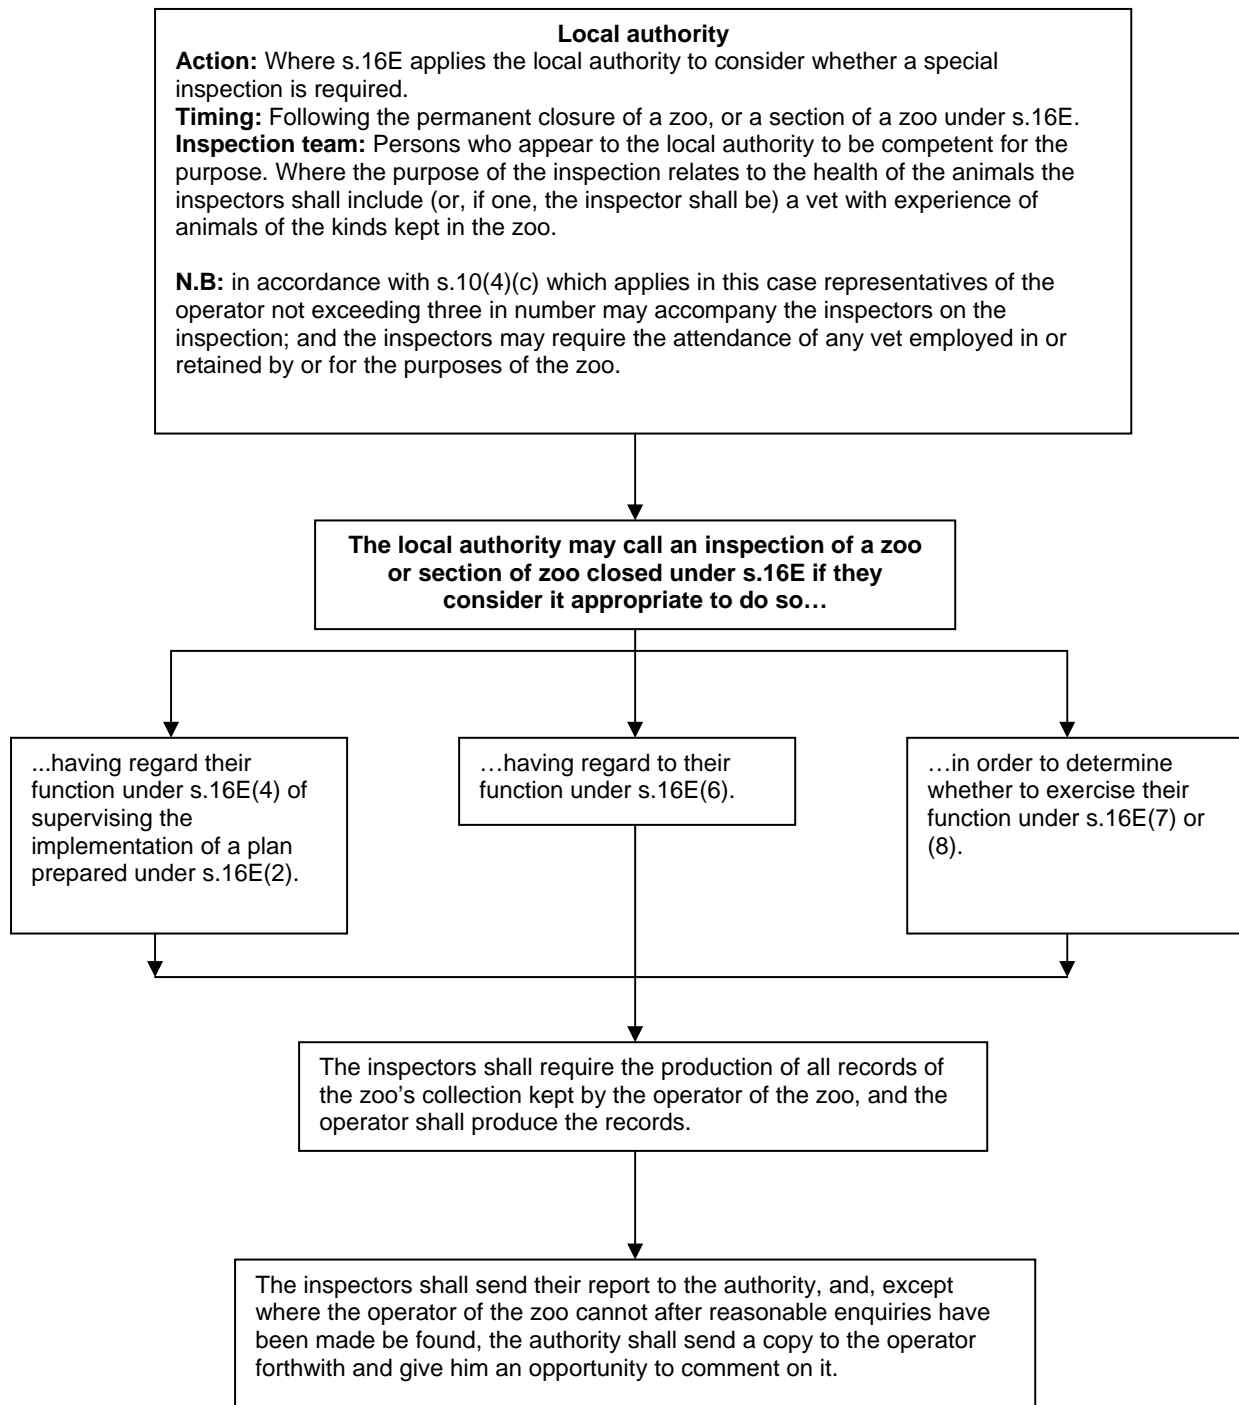 Local authority
Action: Where s.16E applies the local authority to consider whether a special
inspection is required.
Timing: Following the permanent closure of a zoo, or a section of a zoo under s.16E.
Inspection team: Persons who appear to the local authority to be competent for the
purpose. Where the purpose of the inspection relates to the health of the animals the
inspectors shall include (or, if one, the inspector shall be) a vet with experience of
animals of the kinds kept in the zoo.
N.B: in accordance with s.10(4)(c) which applies in this case representatives of the
operator not exceeding three in number may accompany the inspectors on the
inspection; and the inspectors may require the attendance of any vet employed in or
retained by or for the purposes of the zoo.
The local authority may call an inspection of a zoo
or section of zoo closed under s.16E if they
consider it appropriate to do so…
...having regard their
function under s.16E(4) of
supervising the
implementation of a plan
prepared under s.16E(2).
…having regard to their
function under s.16E(6).
…in order to determine
whether to exercise their
function under s.16E(7) or
(8).
The inspectors shall require the production of all records of
the zoo’s collection kept by the operator of the zoo, and the
operator shall produce the records.
The inspectors shall send their report to the authority, and, except
where the operator of the zoo cannot after reasonable enquiries have
been made be found, the authority shall send a copy to the operator
forthwith and give him an opportunity to comment on it.